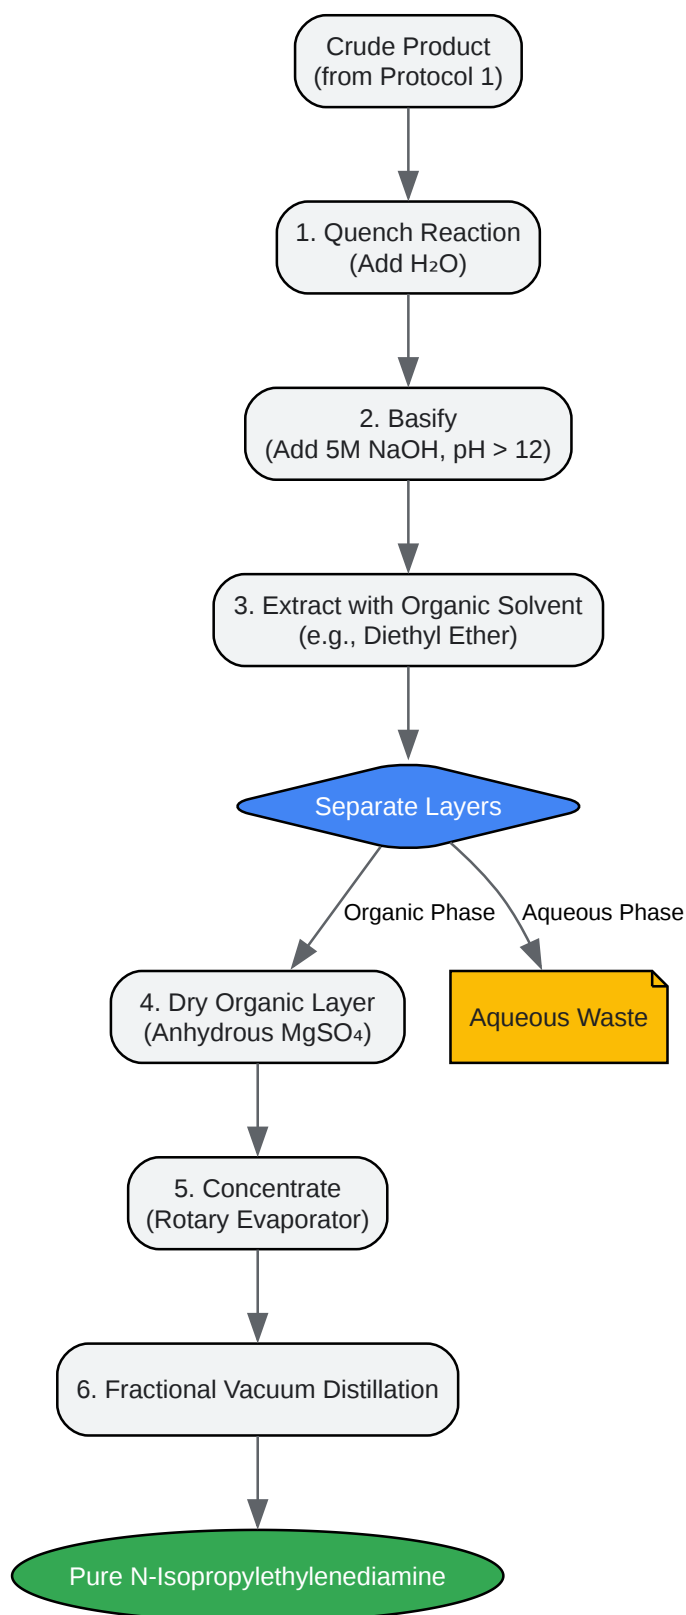 Crude Product
(from Protocol 1)
1. Quench Reaction
(Add H₂O)
2. Basify
(Add 5M NaOH, pH > 12)
3. Extract with Organic Solvent
(e.g., Diethyl Ether)
Separate Layers
Organic Phase
Aqueous Phase
4. Dry Organic Layer
(Anhydrous MgSO₄)
Aqueous Waste
5. Concentrate
(Rotary Evaporator)
6. Fractional Vacuum Distillation
Pure N-Isopropylethylenediamine